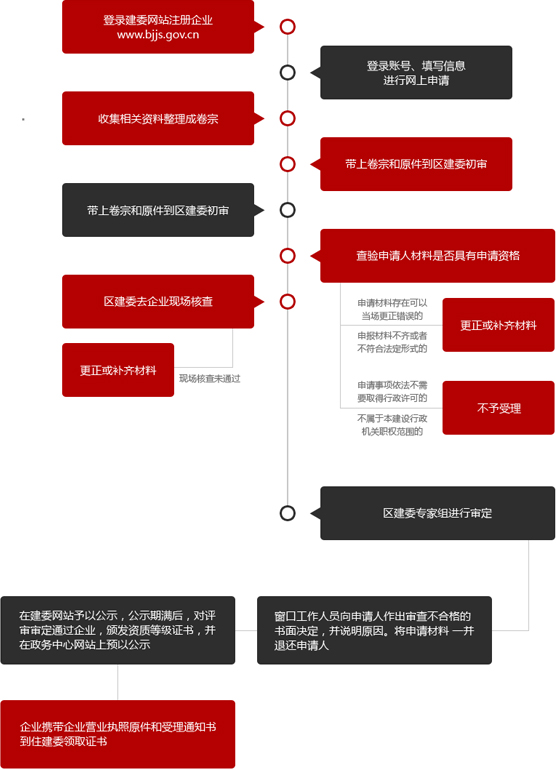 登录建委网站注册企业
www.bjjs.gov.cn
登录账号、填写信息
进行网上申请
收集相关资料整理成卷宗
带上卷宗和原件到区建委初审
带上卷宗和原件到区建委初审
查验申请人材料是否具有申请资格
区建委去企业现场核查
申请材料存在可以
当场更正错误的
申报材料不齐或者
不符合法定形式的
更正或补齐材料
更正或补齐材料
现场核查未通过
申请事项依法不需
要取得行政许可的
不属于本建设行政
机关职权范围的
不予受理
区建委专家组进行审定
在建委网站予以公示，公示期满后，对评
审审定通过企业，颁发资质等级证书，并
在政务中心网站上预以公示
窗口工作人员向申请人作出审查不合格的
书面决定，并说明原因。将申请材料 一并
退还申请人
企业携带企业营业执照原件和受理通知书
到住建委领取证书